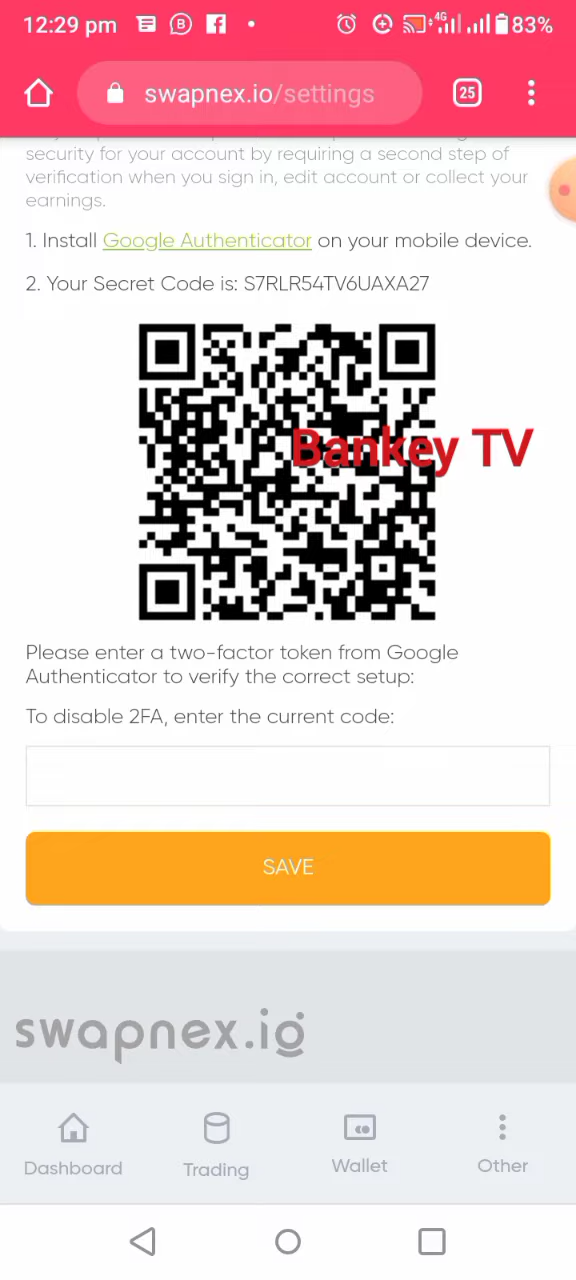 12:29 pm
4G
83%
swapnex.io/settings
25
security for your account by requiring a second step of
verification when you sign in, edit account or collect your
earnings.
1. Install Google Authenticator on your mobile device.
2. Your Secret Code is: S7RLR54TV6UAXA27
Bankey TV
Please enter a two-factor token from Google
Authenticator to verify the correct setup:
To disable 2FA, enter the current code:
SAVE
swapnex.io
Dashboard
Trading
Wallet
Other